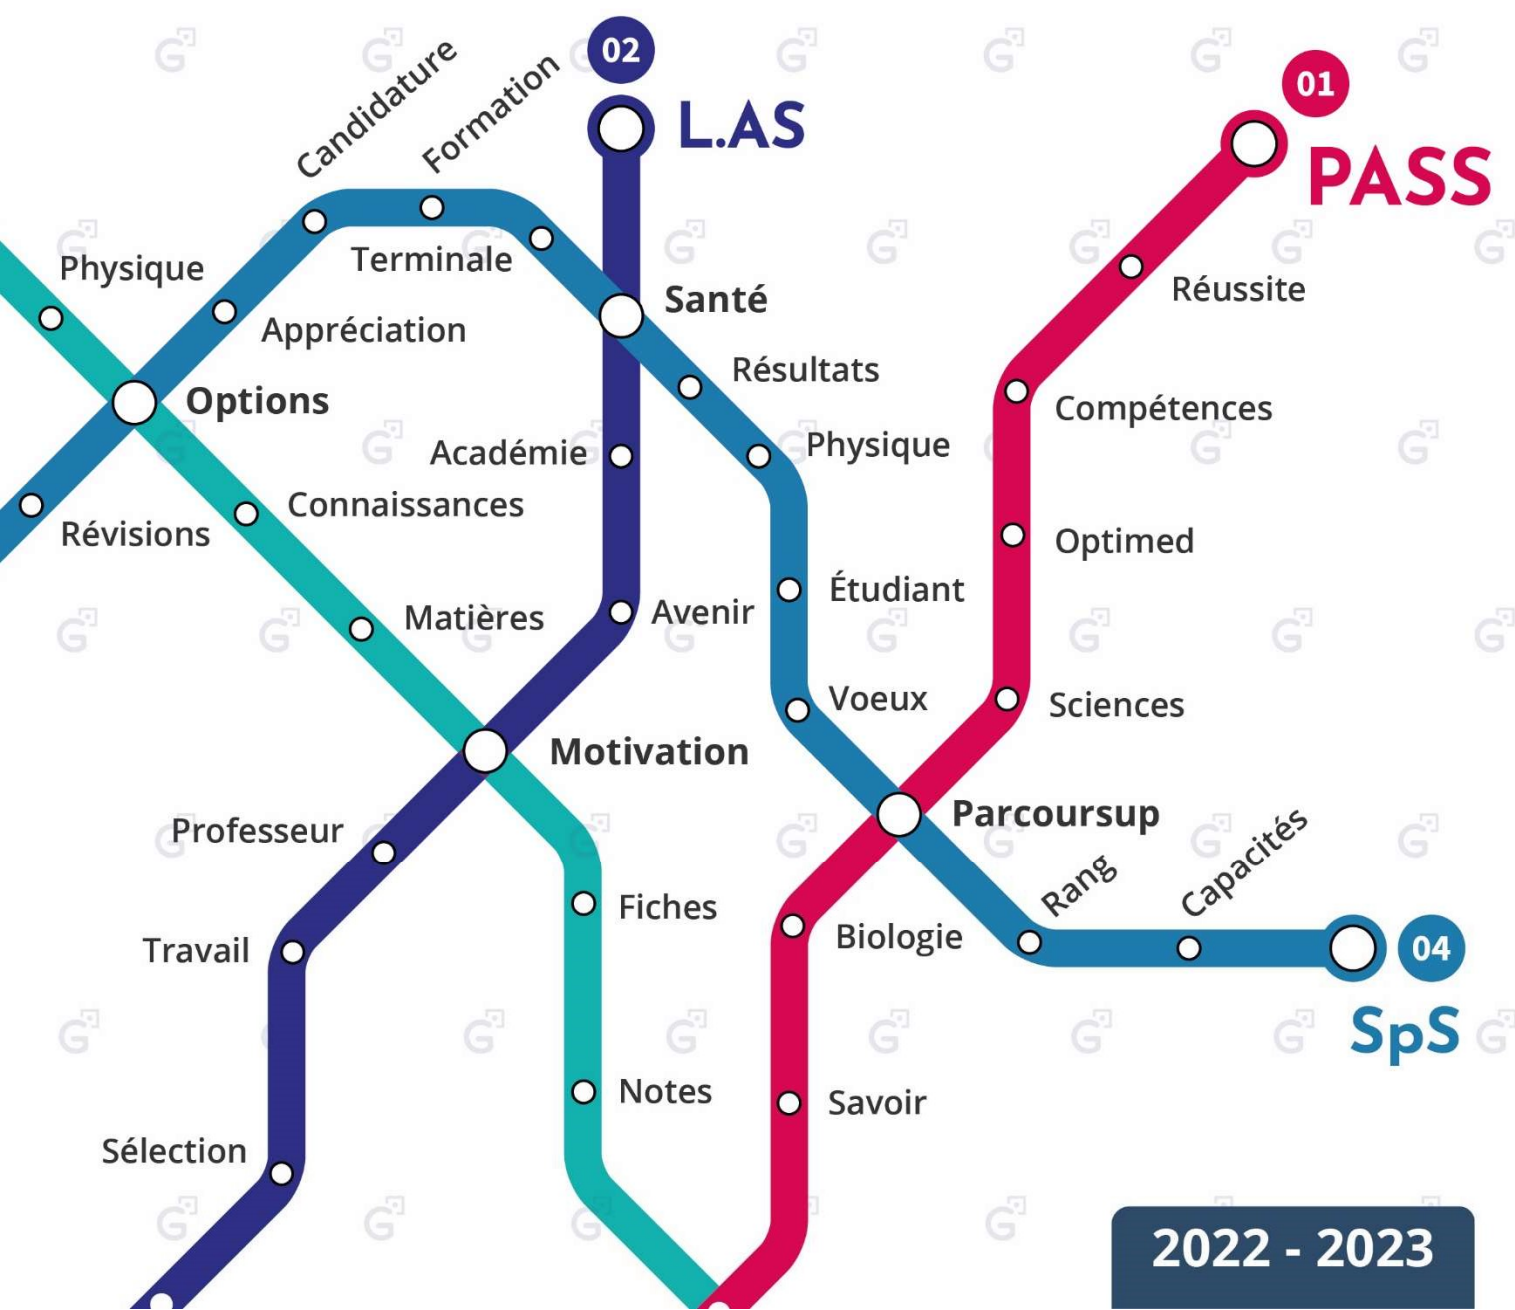 02
L.AS
01
PASS
Candidature
Formation
Physique
Terminale
Appréciation
Santé
Réussite
Options
Résultats
Compétences
Académie
Physique
Révisions
Connaissances
Optimed
Matières
Avenir
Étudiant
Voeux
Sciences
Motivation
Professeur
Parcoursup
Rang
Capacités
Fiches
Biologie
Travail
04
SpS
Notes
Savoir
Sélection
2022 - 2023